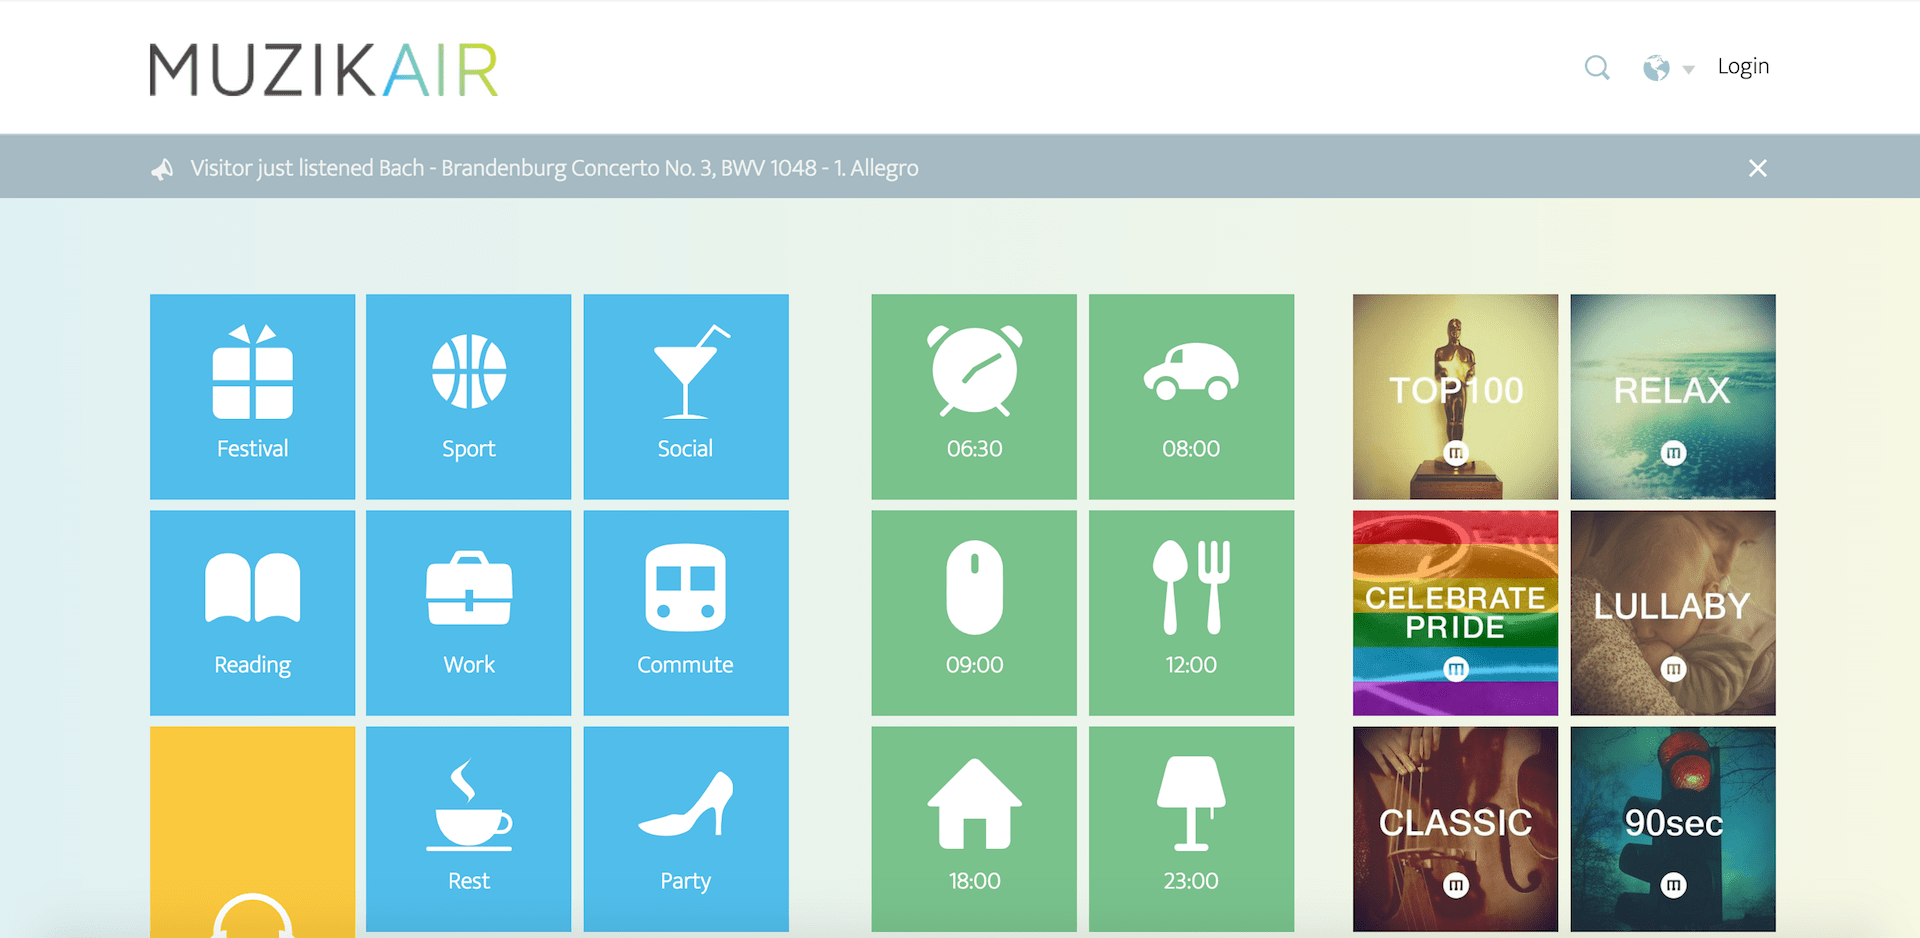 MUZIKAIR
Login
Visitor just listened Bach - Brandenburg Concerto No. 3, BWV 1048 - 1. Allegro
Festival
Sport
Social
06:30
08:00
TOP100
m
RELAX
m
Reading
Work
Commute
09:00
12:00
CELEBRATE
PRIDE
m
LULLABY
m
Rest
Party
18:00
23:00
CLASSIC
m
90sec
m